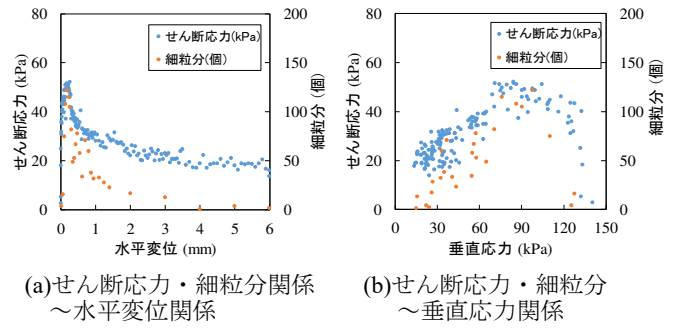 80
60
40
20
0
せん断応力 (kPa)
200
150
100
50
0
細粒分 (個)
せん断応力(kPa)
細粒分(個)
0 1 2 3 4 5 6
水平変位 (mm)
(a)せん断応力・細粒分関係
～水平変位関係
80
60
40
20
0
せん断応力 (kPa)
200
150
100
50
0
細粒分 (個)
せん断応力(kPa)
細粒分(個)
0 30 60 90 120 150
垂直応力 (kPa)
(b)せん断応力・細粒分
～垂直応力関係